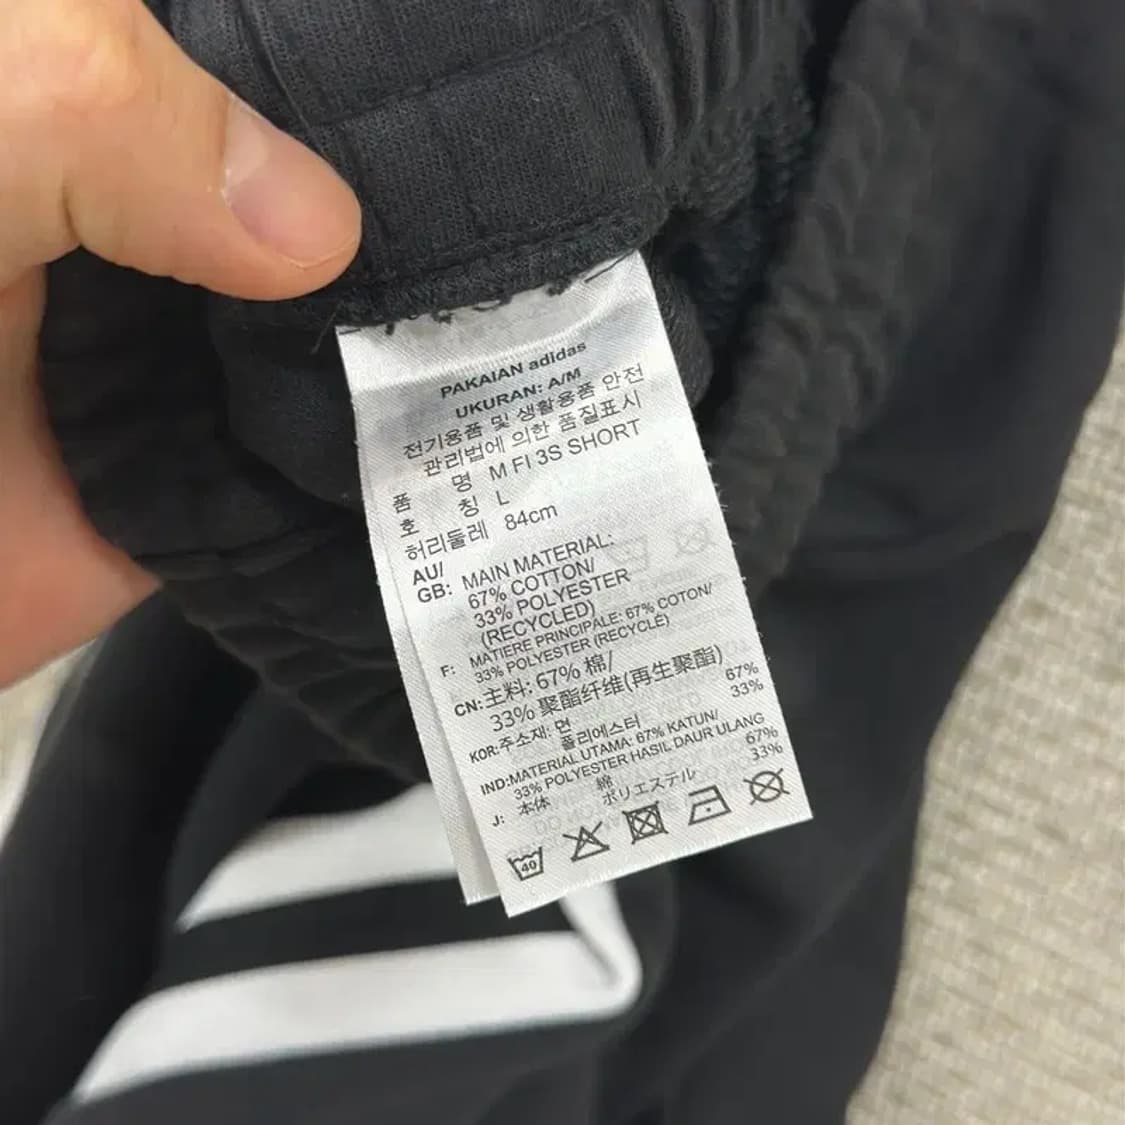 PAKAIAN adidas
UKURAN: A/M
전기용품 및 생활용품 안전
관리법에 의한 품질표시
품 명 M FI 3S SHORT
호 칭 L
허리둘레 84cm
AU/
GB: MAIN MATERIAL:
67% COTTON/
33% POLYESTER
(RECYCLED)
F: MATIERE PRINCIPALE: 67% COTON/
33% POLYESTER (RECYCLÉ)
CN: 主料: 67% 棉/
33% 聚酯纤维(再生聚酯)
KOR: 주소재: 면 67%
폴리에스터 33%
IND: MATERIAL UTAMA: 67% KATUN/
33% POLYESTER HASIL DAUR ULANG
J: 本体 綿 67%
ポリエステル 33%
40